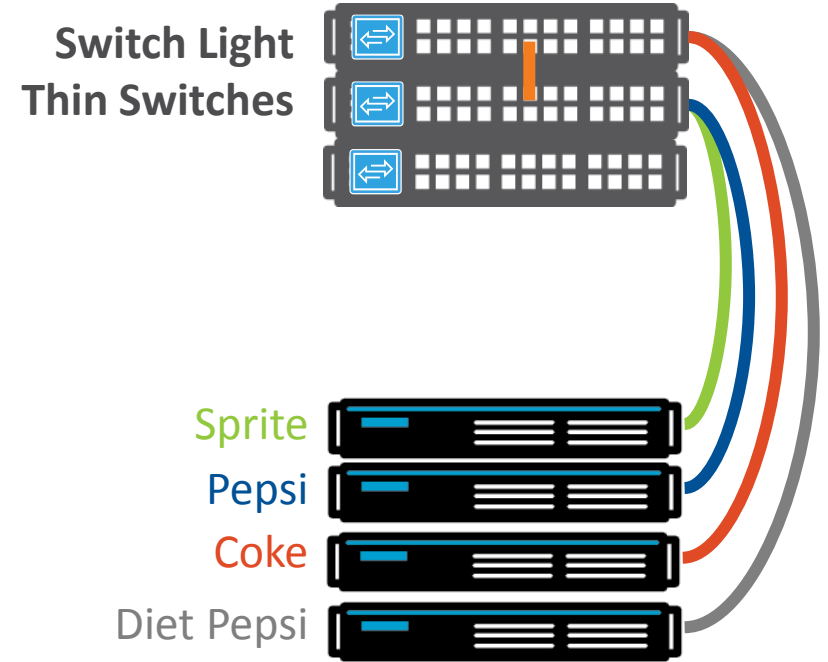 Switch Light
Thin Switches
Sprite
Pepsi
Coke
Diet Pepsi